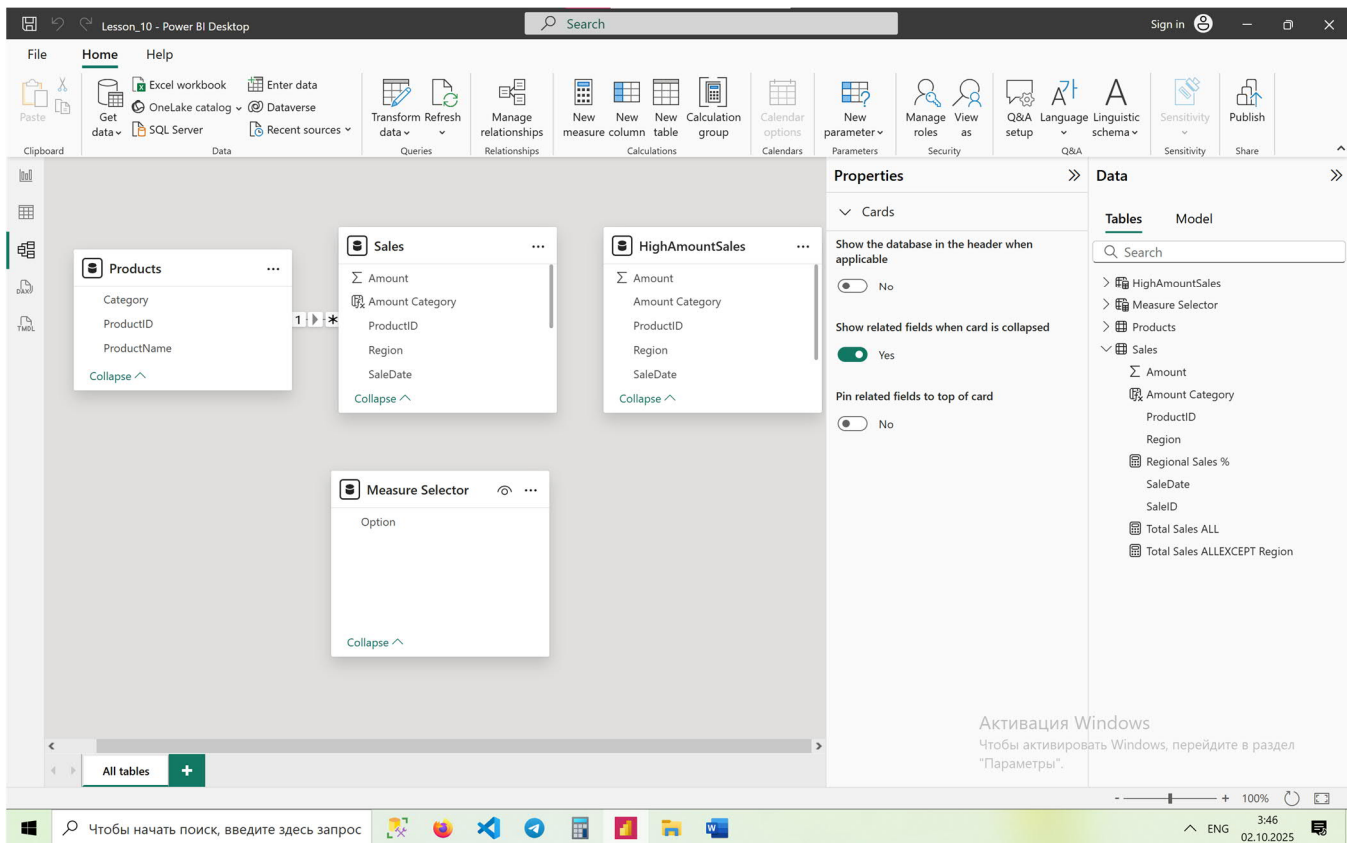 Lesson_10 - Power BI Desktop
Search
Sign in
File Home Help
Paste
Clipboard
Get data
Excel workbook
OneLake catalog
SQL Server
Enter data
Dataverse
Recent sources
Data
Transform data
Refresh
Queries
Manage relationships
Relationships
New measure
New column
New table
Calculation group
Calculations
Calendar options
Calendars
New parameter
Parameters
Manage roles
View as
Security
Q&A setup
Language
Linguistic schema
Q&A
Sensitivity
Sensitivity
Publish
Share
DAX
TMDL
Products
Category
ProductID
ProductName
Collapse
1
*
Sales
Amount
Amount Category
ProductID
Region
SaleDate
Collapse
HighAmountSales
Amount
Amount Category
ProductID
Region
SaleDate
Collapse
Measure Selector
Option
Collapse
Properties
Cards
Show the database in the header when
applicable
No
Show related fields when card is collapsed
Yes
Pin related fields to top of card
No
Data
Tables Model
Search
HighAmountSales
Measure Selector
Products
Sales
Amount
Amount Category
ProductID
Region
Regional Sales %
SaleDate
SaleID
Total Sales ALL
Total Sales ALLEXCEPT Region
Активация Windows
Чтобы активировать Windows, перейдите в раздел
"Параметры".
All tables +
- + 100%
Чтобы начать поиск, введите здесь запрос
ENG
3:46
02.10.2025